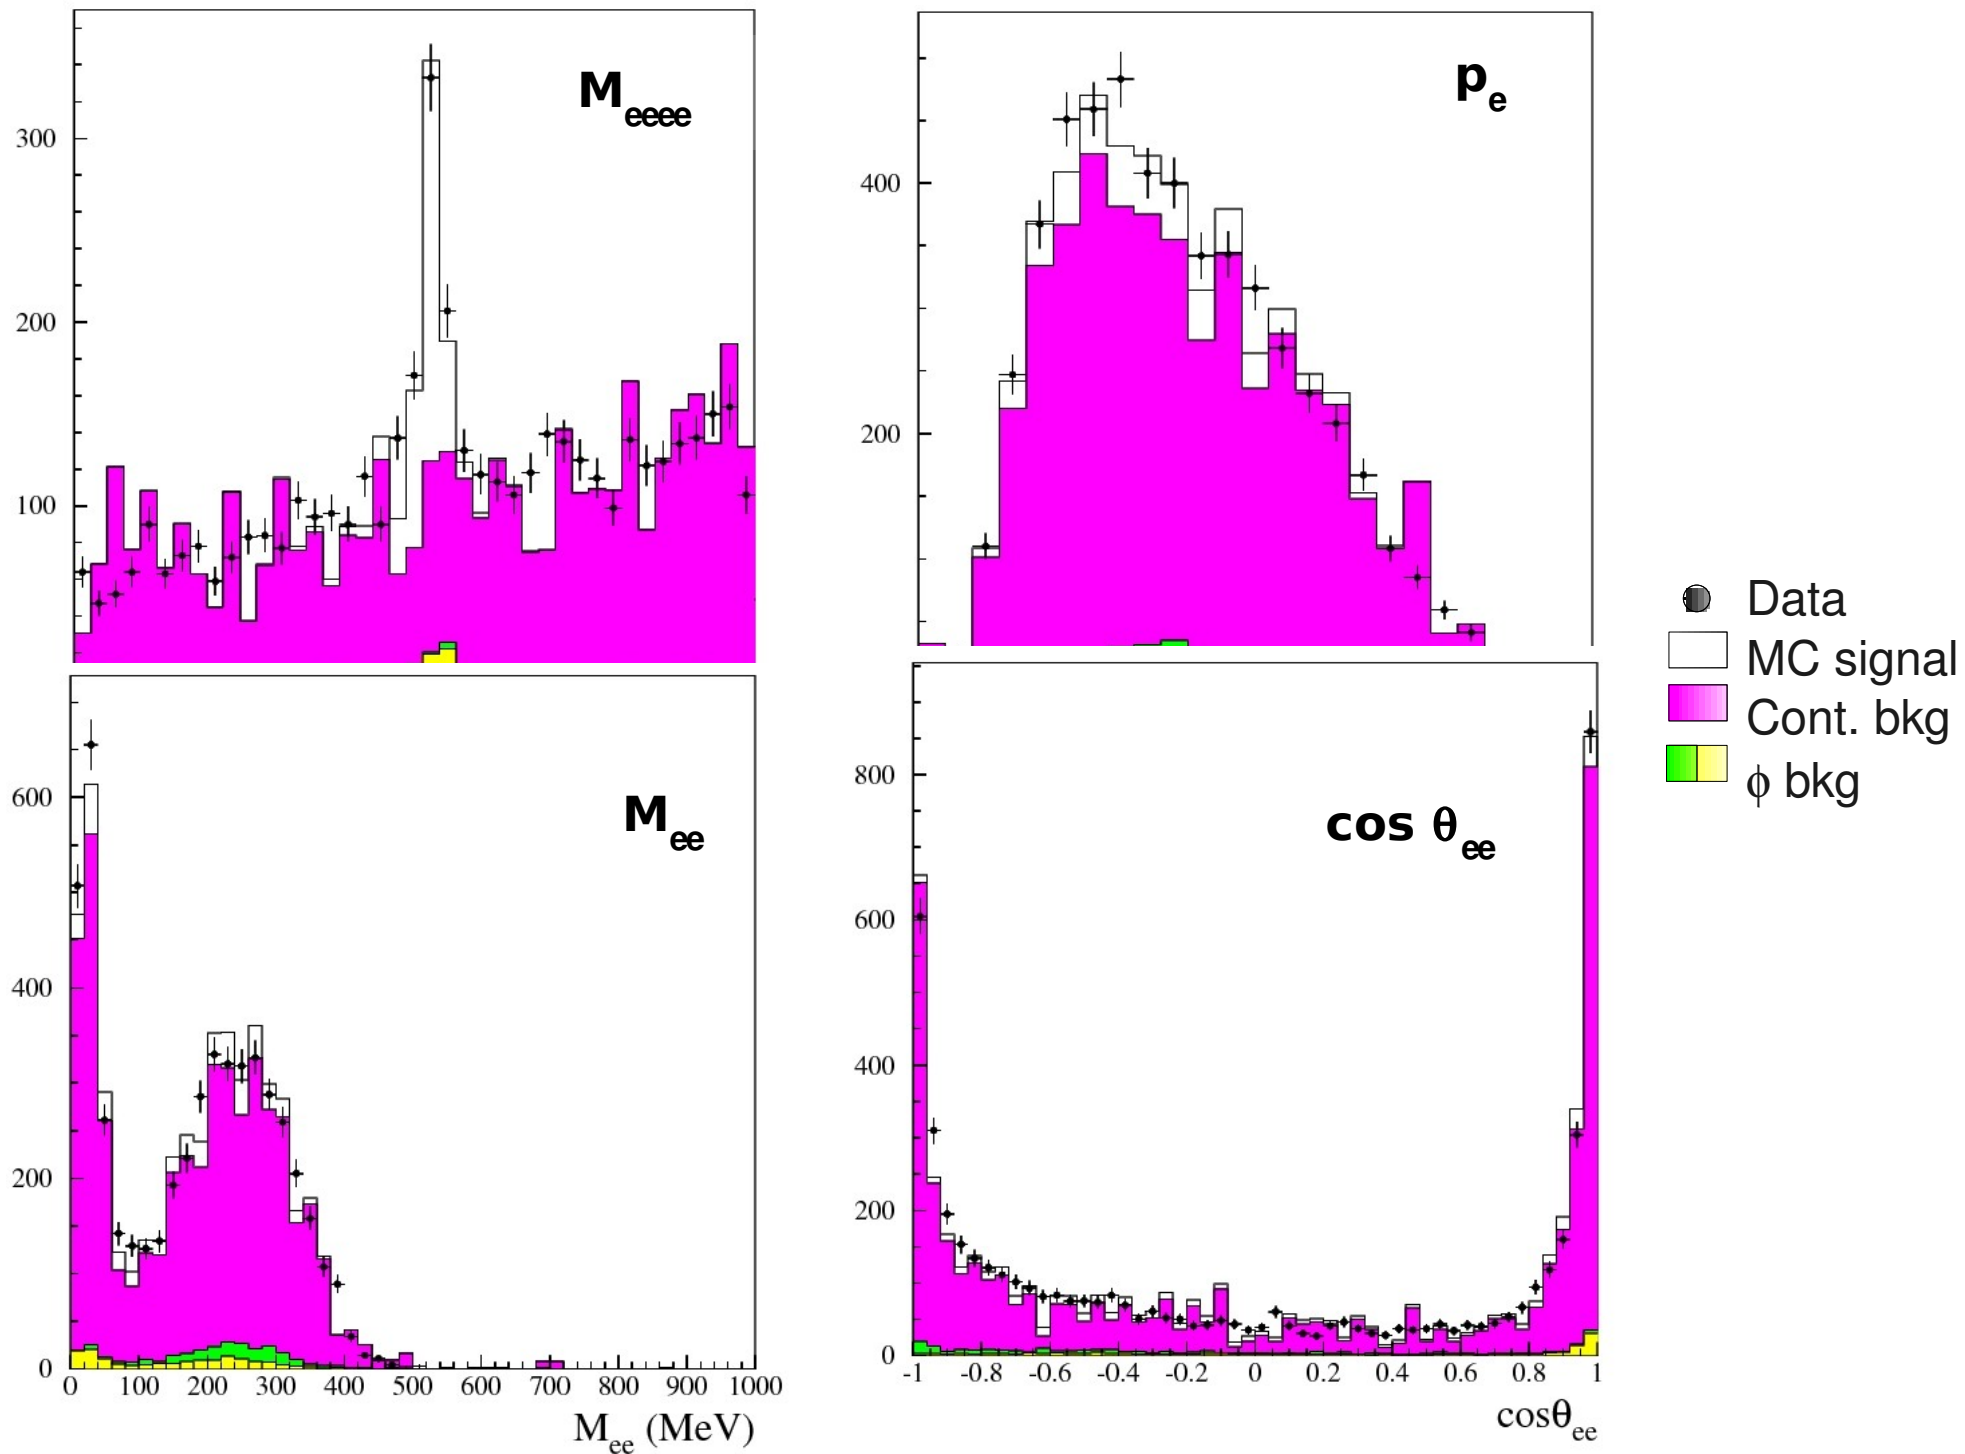 M eeee
300
200
100
p e
400
200
Data
MC signal
Cont. bkg
ϕ bkg
M ee
600
400
200
0
0 100 200 300 400 500 600 700 800 900 1000
M ee (MeV)
cos θ ee
800
600
400
200
0
-1 -0.8 -0.6 -0.4 -0.2 0 0.2 0.4 0.6 0.8 1
cosθ ee